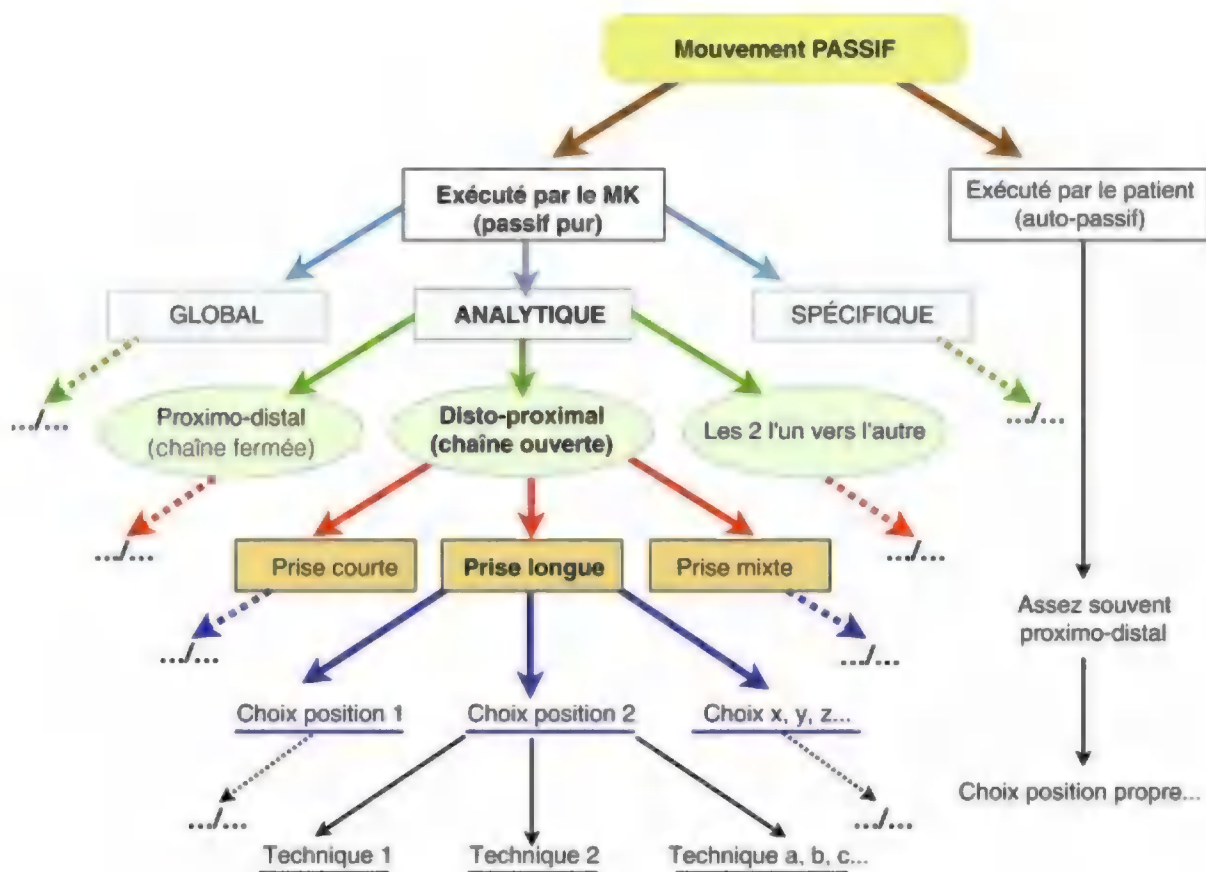 Mouvement PASSIF
Exécuté par le MK
(passif pur)
Exécuté par le patient
(auto-passif)
GLOBAL
ANALYTIQUE
SPÉCIFIQUE
.../...
Proximo-distal
(chaîne fermée)
Disto-proximal
(chaîne ouverte)
Les 2 l'un vers l'autre
.../...
.../...
Prise courte
Prise longue
Prise mixte
.../...
Assez souvent
proximo-distal
.../...
.../...
Choix position 1
Choix position 2
Choix x, y, z...
Choix position propre...
.../...
.../...
Technique 1
Technique 2
Technique a, b, c...